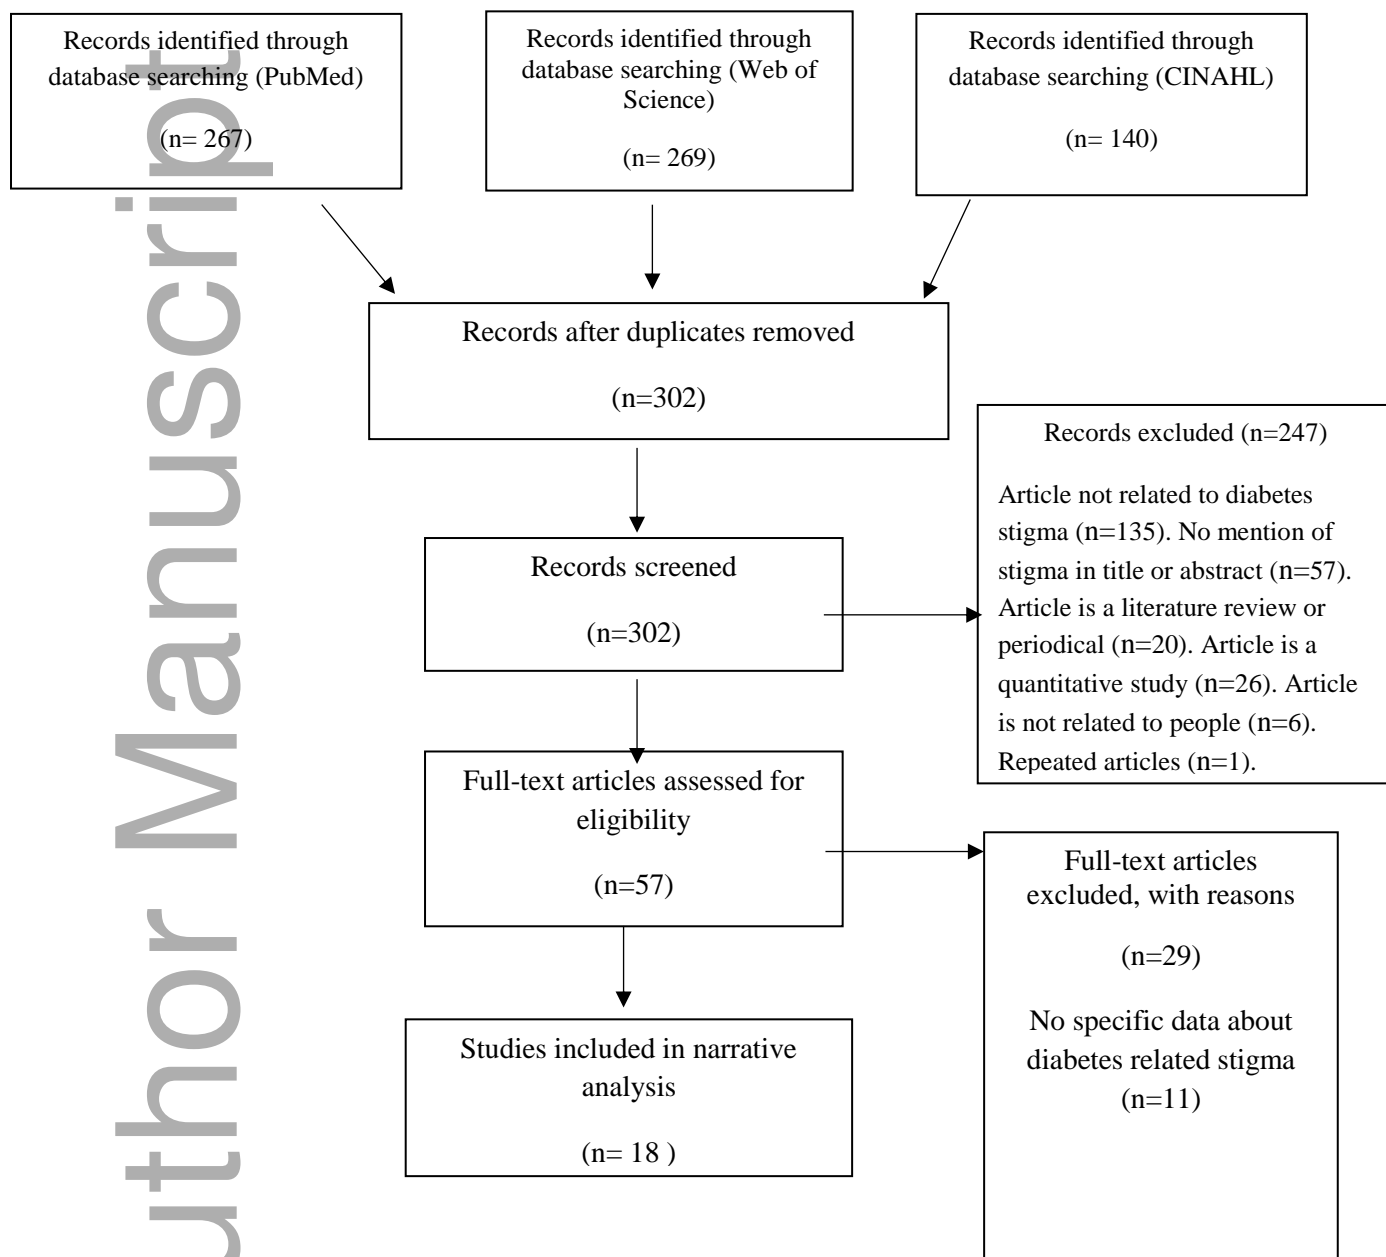 Records identified through
database searching (PubMed)
(n= 267)
Records identified through
database searching (Web of
Science)
(n= 269)
Records identified through
database searching (CINAHL)
(n= 140)
Records after duplicates removed
(n=302)
Records excluded (n=247)
Article not related to diabetes
stigma (n=135). No mention of
stigma in title or abstract (n=57).
Article is a literature review or
periodical (n=20). Article is a
quantitative study (n=26). Article
is not related to people (n=6).
Repeated articles (n=1).
Records screened
(n=302)
Full-text articles assessed for
eligibility
(n=57)
Full-text articles
excluded, with reasons
(n=29)
No specific data about
diabetes related stigma
(n=11)
Studies included in narrative
analysis
(n= 18 )
uthor Manuscript